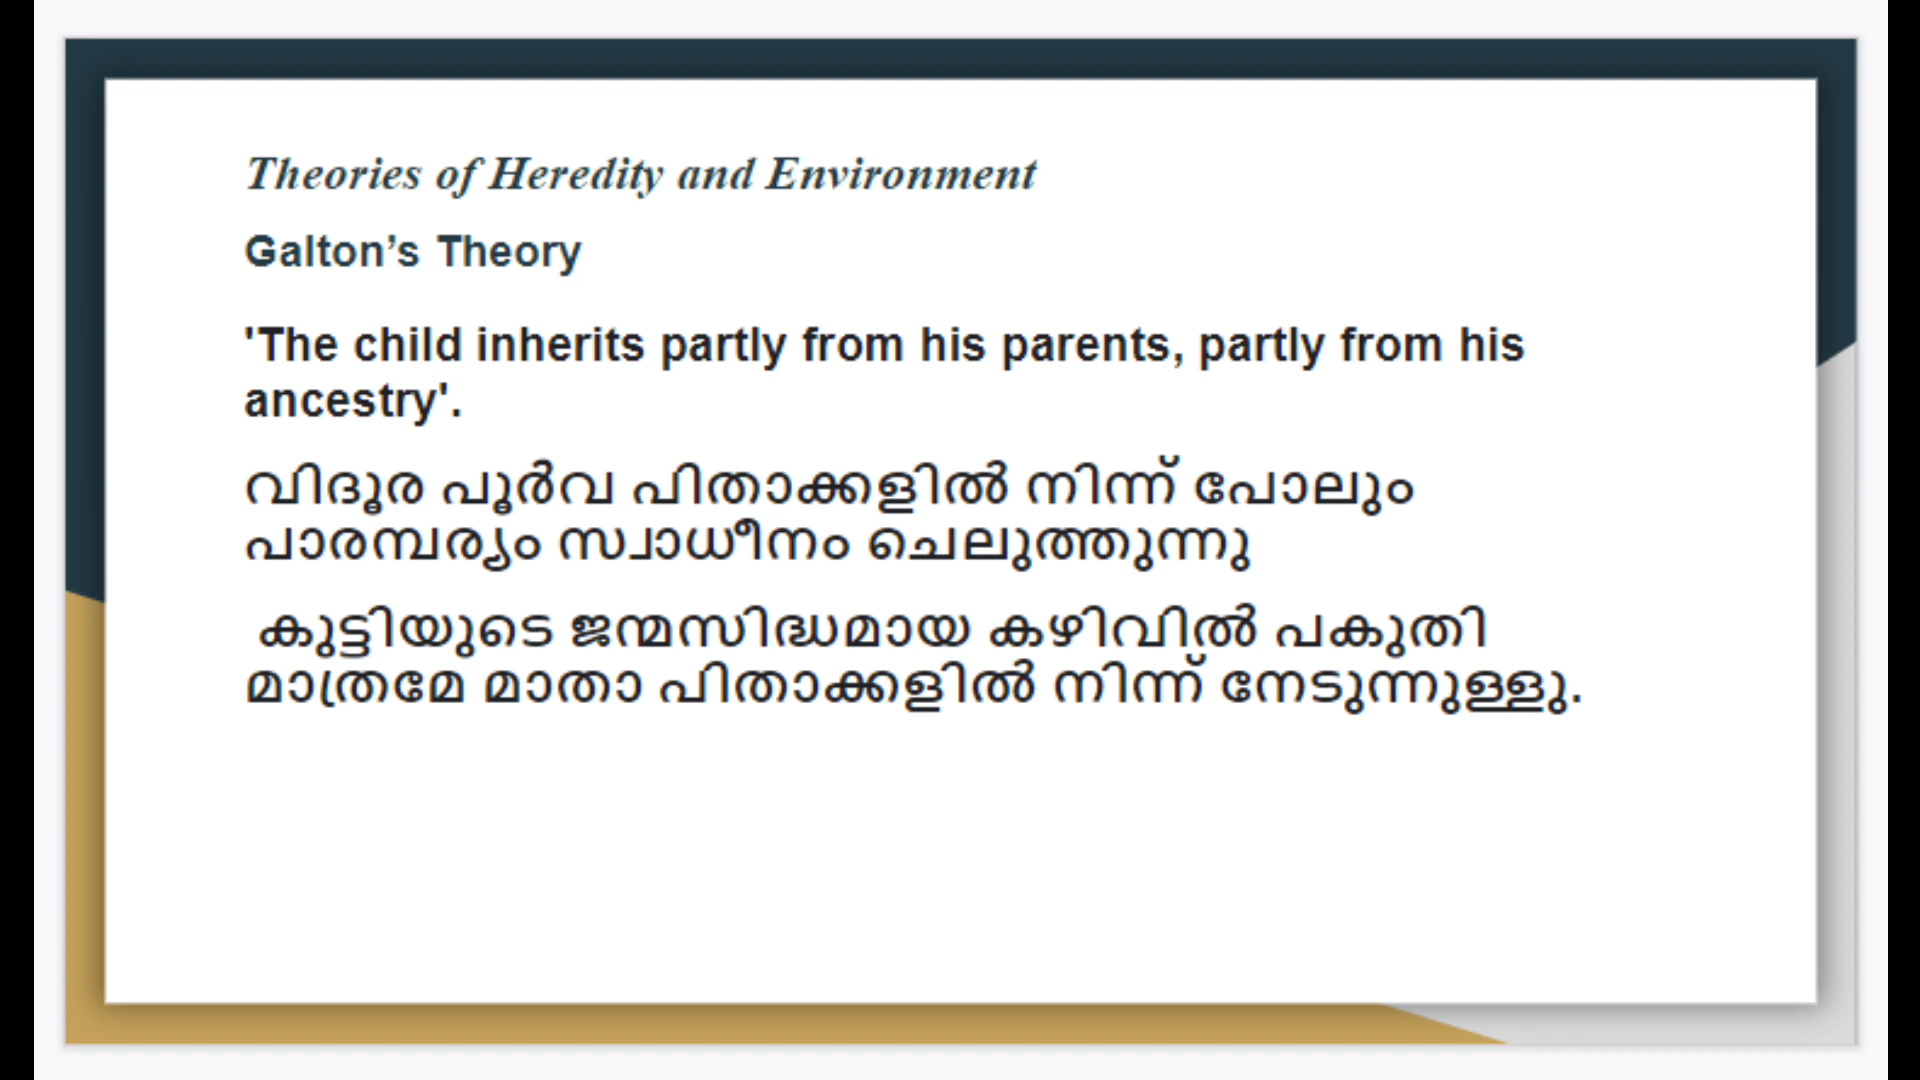 Theories of Heredity and Environment
Galton’s Theory
'The child inherits partly from his parents, partly from his
ancestry'.
വിദൂര പൂർവ പിതാക്കളിൽ നിന്ന് പോലും
പാരമ്പര്യം സ്വാധീനം ചെലുത്തുന്നു
കുട്ടിയുടെ ജന്മസിദ്ധമായ കഴിവിൽ പകുതി
മാത്രമേ മാതാ പിതാക്കളിൽ നിന്ന് നേടുന്നുള്ളു.